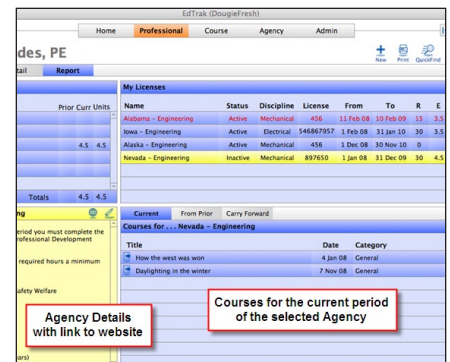 EdTrak (DougieFresh)
Home Professional Course Agency Admin
des, PE
New Print QuickFind
tail Report
My Licenses
Prior Curr Units
Name Status Discipline License From To R E
Alabama – Engineering Active Mechanical 456 11 Feb 08 10 Feb 09 15 3.5
Iowa – Engineering Active Electrical 546867957 1 Feb 08 31 Jan 10 30 3.5
4.5 4.5
Alaska – Engineering Active Mechanical 456 1 Dec 08 30 Nov 10 0
Nevada – Engineering Inactive Mechanical 897650 1 Jan 08 31 Dec 09 30 4.5
Totals 4.5 4.5
ng
Current From Prior Carry Forward
Courses for . . . Nevada – Engineering
eriod you must complete the
rofessional Development
required hours a minimum
afety Welfare
ars)
Title Date Category
How the west was won 4 Jan 08 General
Daylighting in the winter 7 Nov 08 General
Agency Details
with link to website
Courses for the current period
of the selected Agency